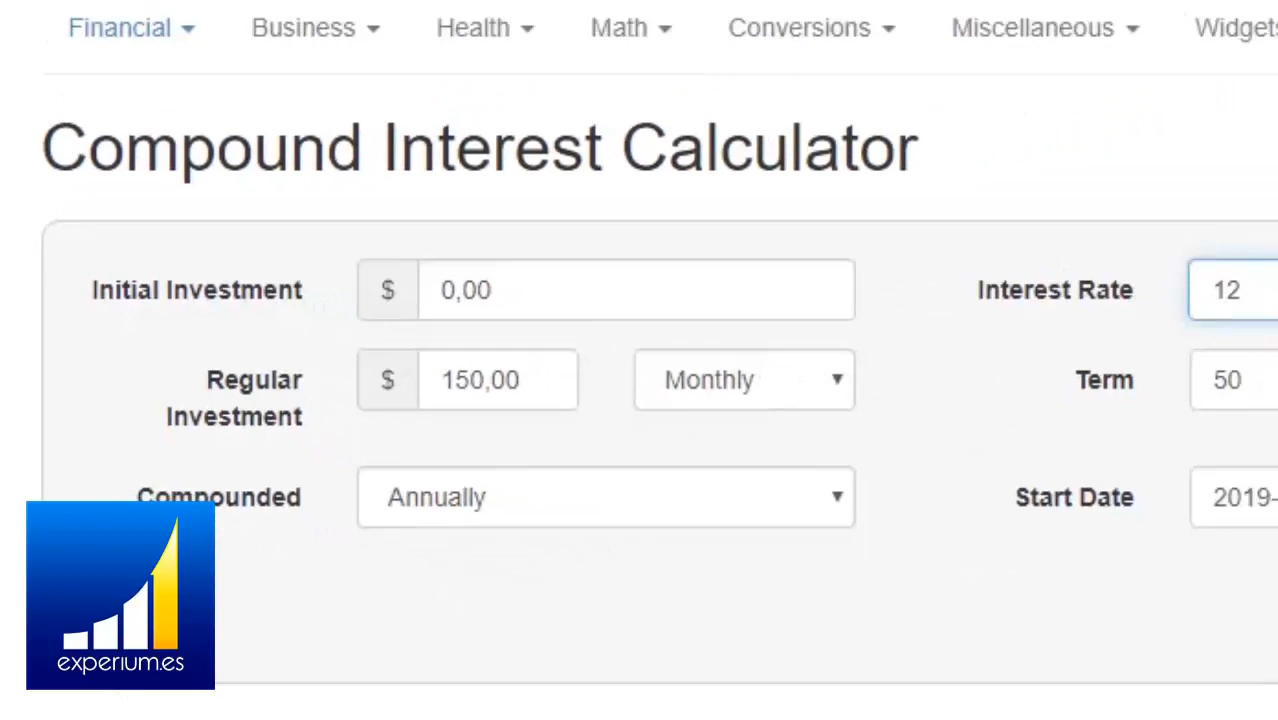 Financial Business Health Math Conversions Miscellaneous Widgets
Compound Interest Calculator
Initial Investment $ 0,00 Interest Rate 12
Regular Investment $ 150,00 Monthly Term 50
Compounded Annually Start Date 2019-
experium.es